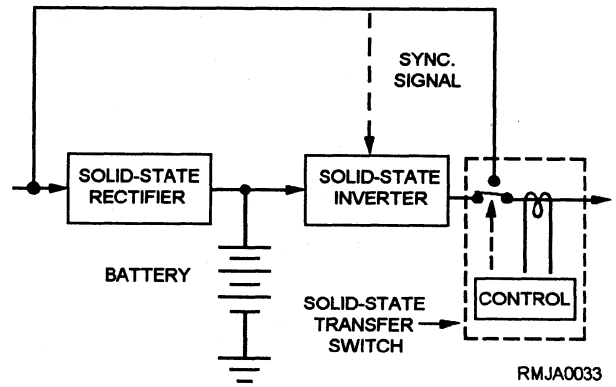 SYNC.
SIGNAL
SOLID-STATE
RECTIFIER
SOLID-STATE
INVERTER
BATTERY
SOLID-STATE
TRANSFER
SWITCH
CONTROL
RMJA0033